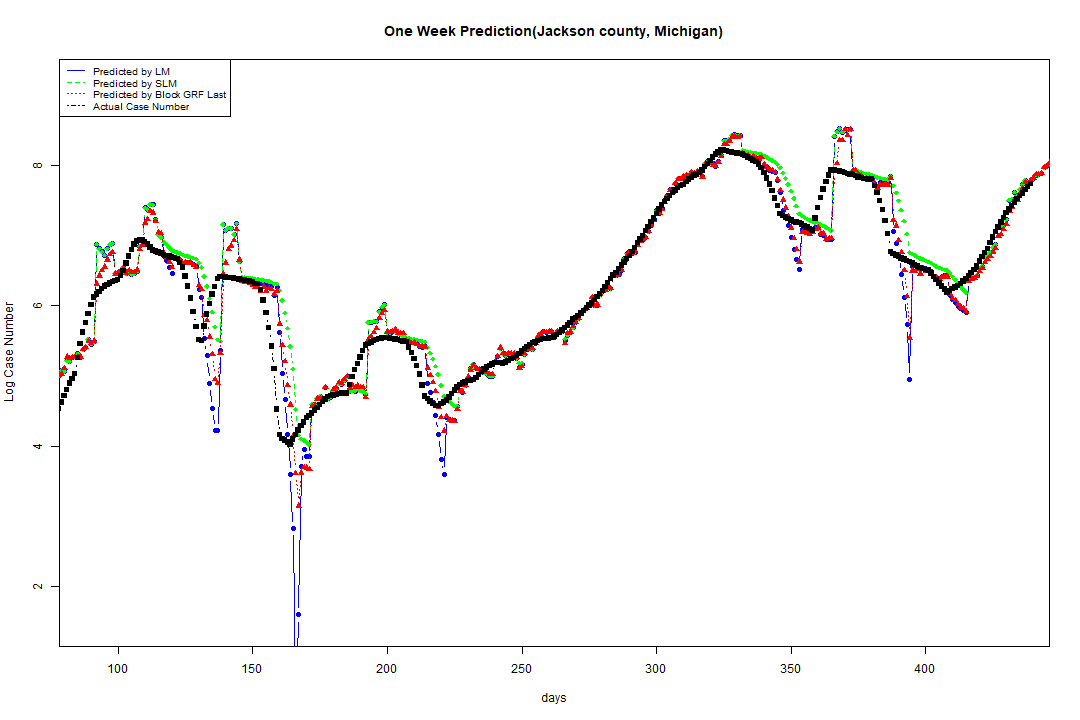 One Week Prediction(Jackson county, Michigan)
Predicted by LM
Predicted by SLM
Predicted by Block GRF Last
Actual Case Number
Log Case Number
8
6
4
2
100 150 200 250 300 350 400
days